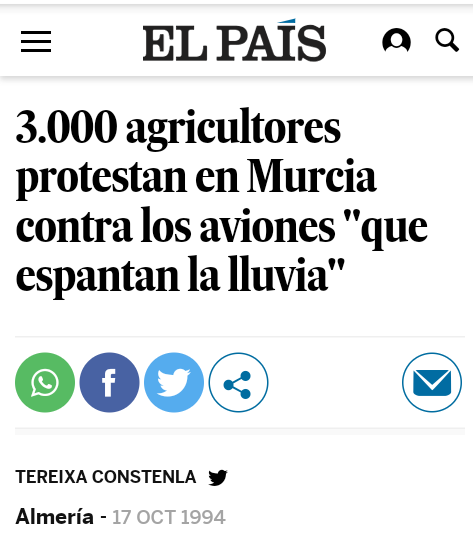 EL PAÍS
3.000 agricultores
protestan en Murcia
contra los aviones "que
espantan la lluvia"
f
TEREIXA CONSTENLA
Almería - 17 OCT 1994